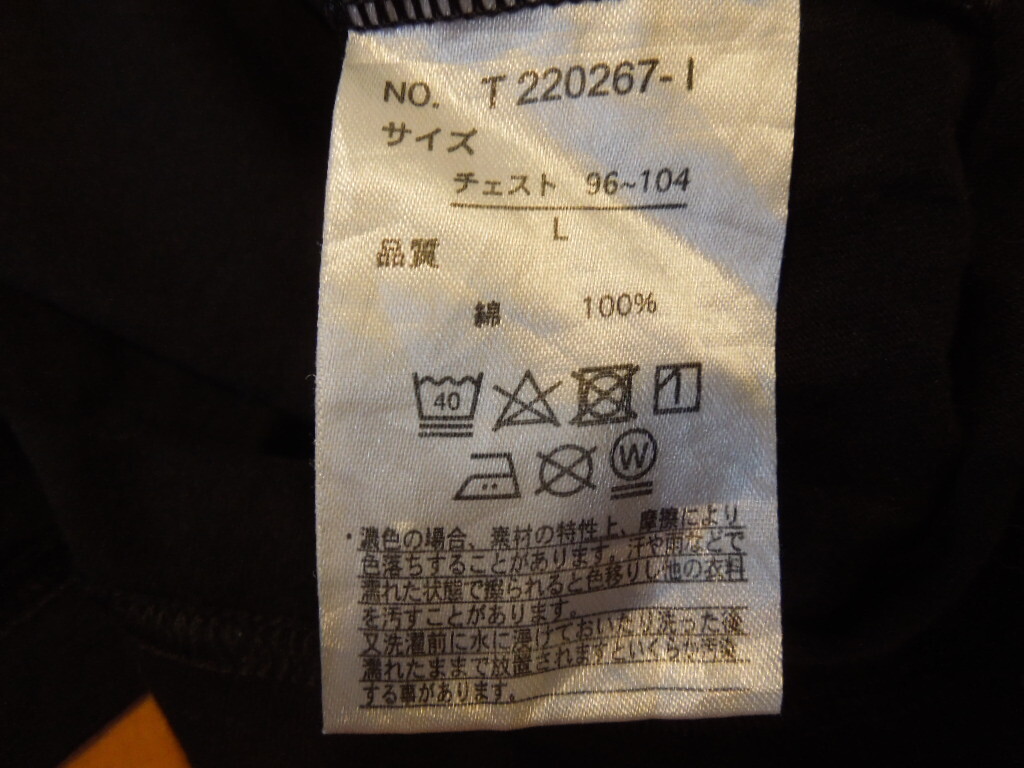 NO. T 220267-1
サイズ
チェスト 96~104
L
品質
綿 100%
40
1
W
・濃色の場合、素材の特性上、摩擦により
色落ちすることがあります。汗や雨などで
濡れた状態で擦られると色移りし他の衣料
を汚すことがあります。
又洗濯前に水に漬けておいたり洗った後
濡れたままで放置されますといくらか汚染
する事があります。